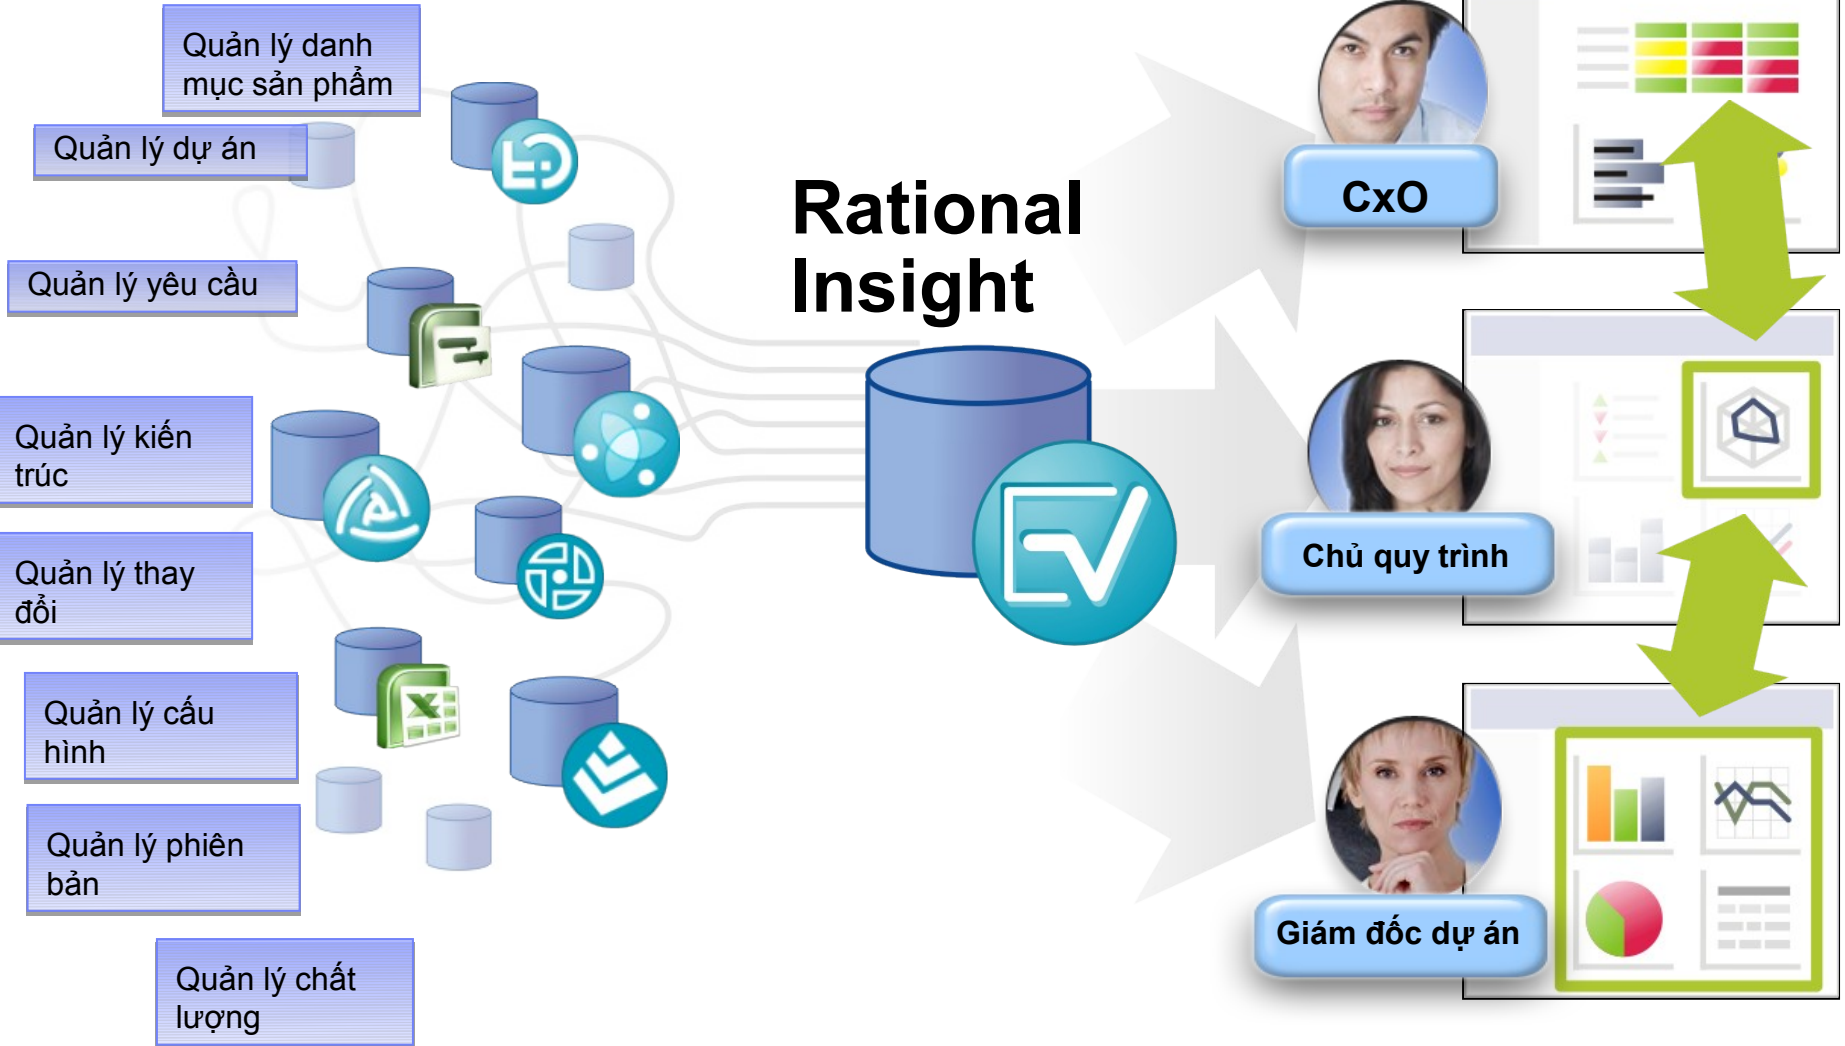 Quản lý danh
mục sản phẩm
Quản lý dự án
Quản lý yêu cầu
Quản lý kiến
trúc
Quản lý thay
đổi
Quản lý cấu
hình
Quản lý phiên
bản
Quản lý chất
lượng
Rational
Insight
CxO
Chủ quy trình
Giám đốc dự án